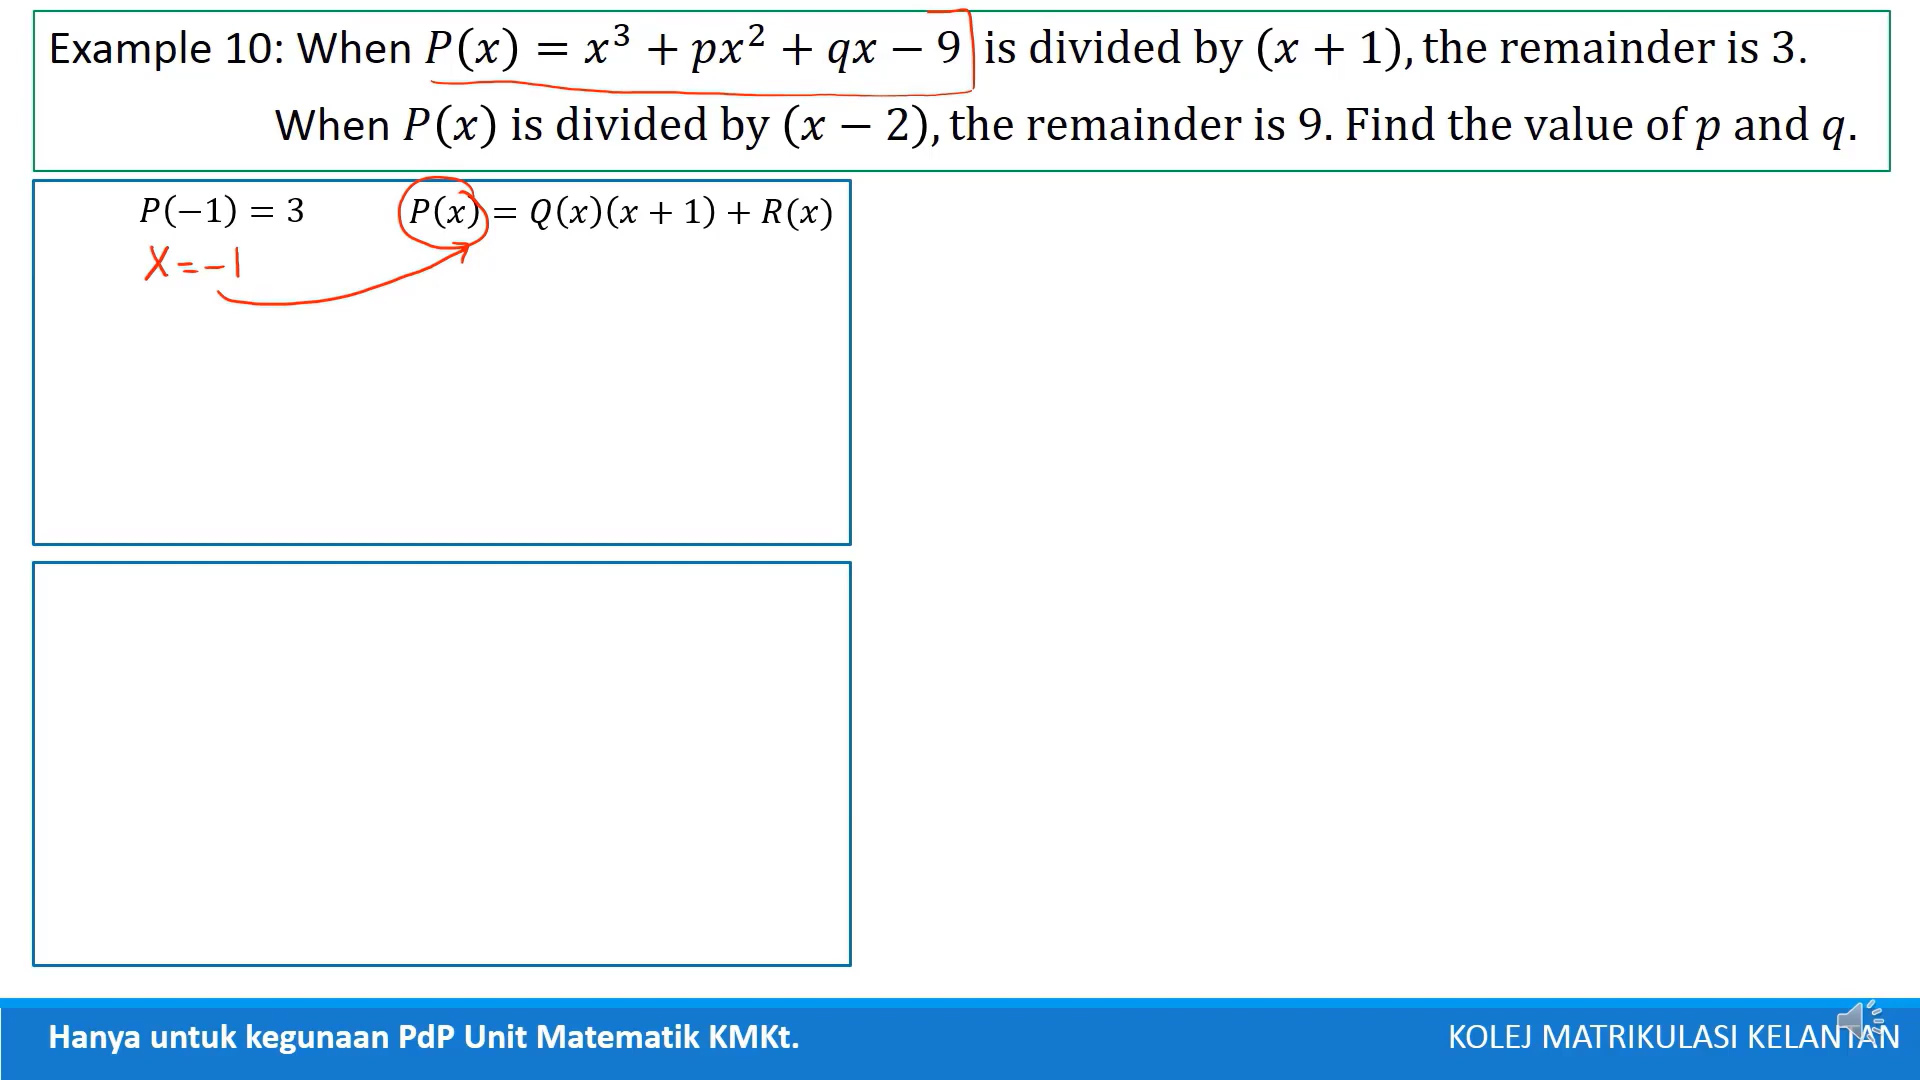 Example 10: When P(x) = x³ + px² + qx − 9 is divided by (x + 1), the remainder is 3.
When P(x) is divided by (x − 2), the remainder is 9. Find the value of p and q.
P(−1) = 3 P(x) = Q(x)(x + 1) + R(x)
x = −1
Hanya untuk kegunaan PdP Unit Matematik KMKt. KOLEJ MATRIKULASI KELANTAN